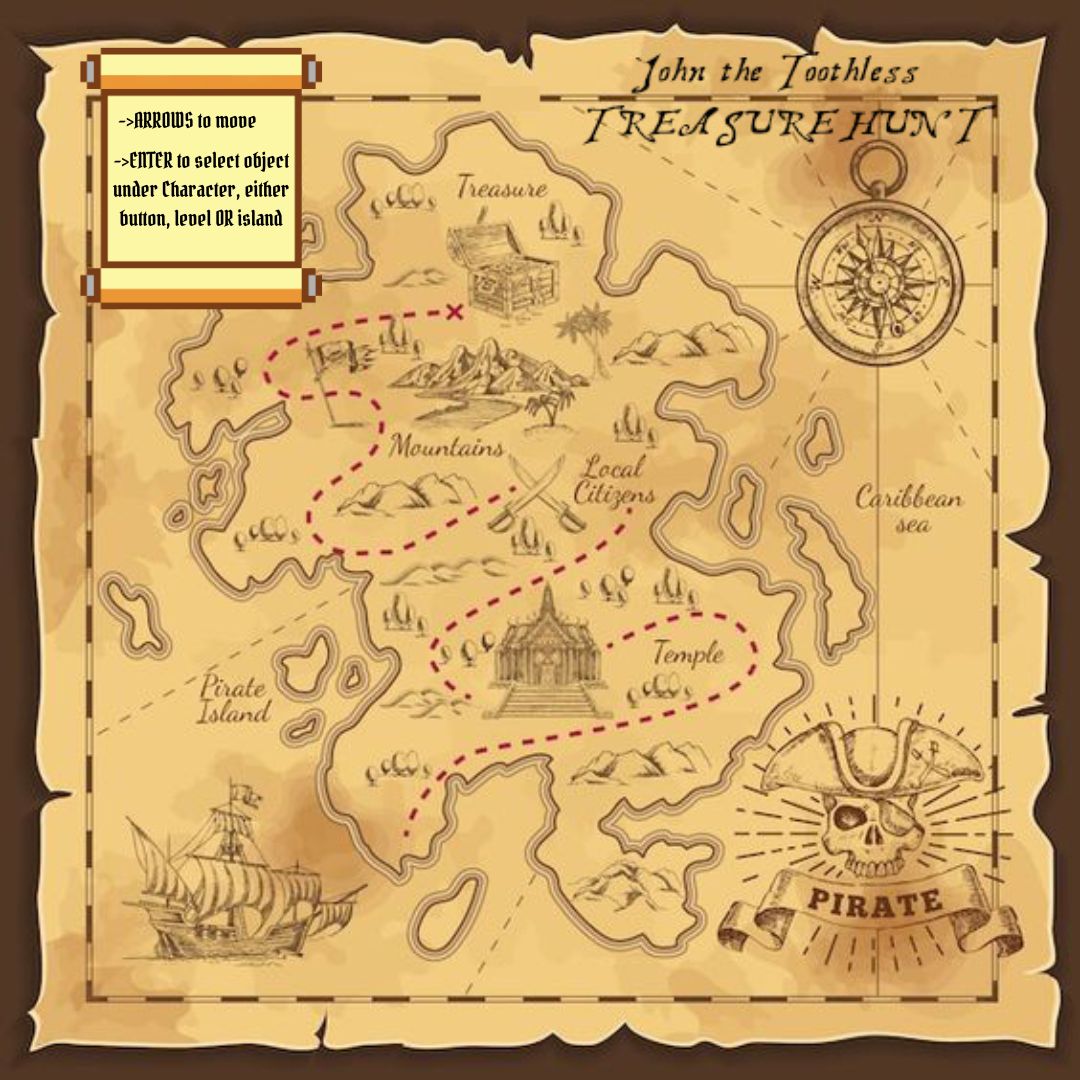 John the Toothless
TREASURE HUNT
->ARROWS to move
->ENTER to select object
under Character, either
button, level OR island
Treasure
N
W
S
Mountains
Local
Citizens
Caribbean
sea
Temple
Pirate
Island
PIRATE